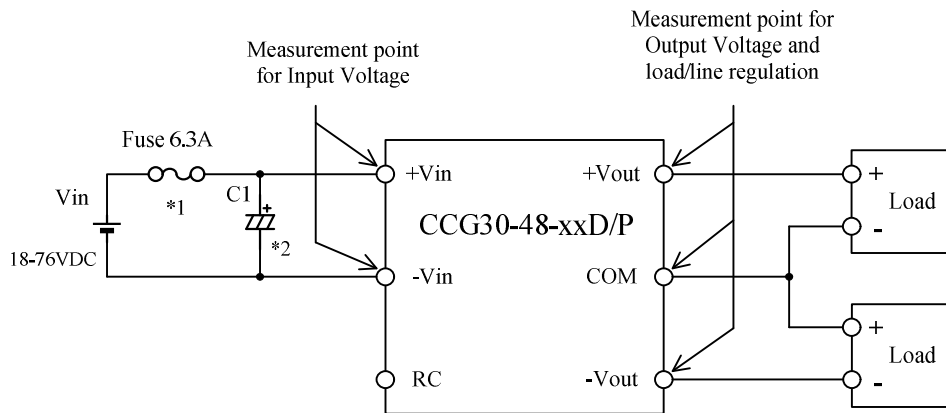 Measurement point
for Input Voltage
Measurement point for
Output Voltage and
load/line regulation
Fuse 6.3A
*1
Vin
18-76VDC
C1
+
*2
+Vin
-Vin
RC
CCG30-48-xxD/P
+Vout
COM
-Vout
+
Load
-
+
Load
-